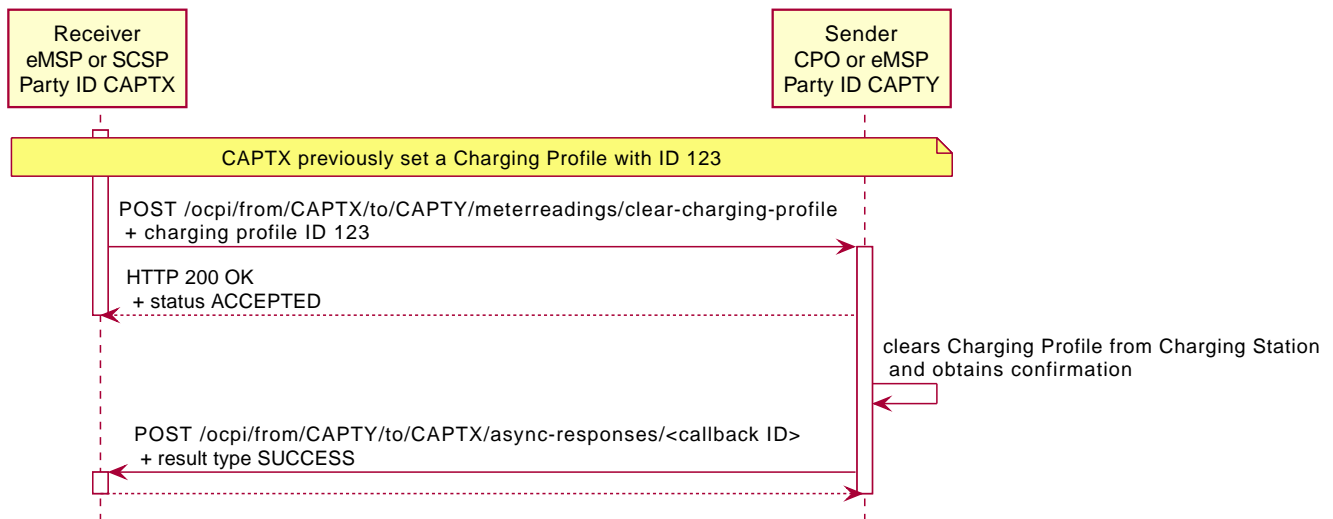 Receiver
eMSP or SCSP
Party ID CAPTX
Sender
CPO or eMSP
Party ID CAPTY
CAPTX previously set a Charging Profile with ID 123
POST /ocpi/from/CAPTX/to/CAPTY/meterreadings/clear-charging-profile
+ charging profile ID 123
HTTP 200 OK
+ status ACCEPTED
clears Charging Profile from Charging Station
and obtains confirmation
POST /ocpi/from/CAPTY/to/CAPTX/async-responses/<callback ID>
+ result type SUCCESS